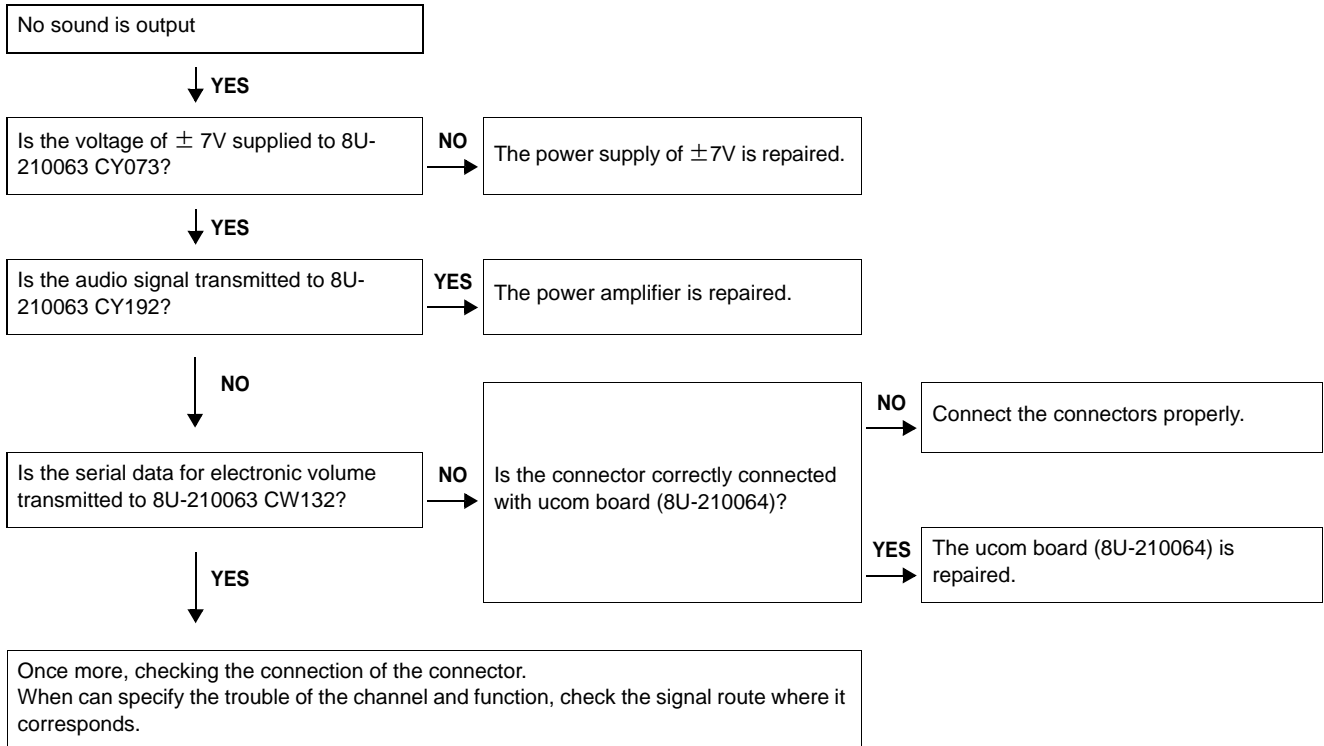 No sound is output
YES
Is the voltage of ± 7V supplied to 8U-
210063 CY073?
NO
The power supply of ±7V is repaired.
YES
Is the audio signal transmitted to 8U-
210063 CY192?
YES
The power amplifier is repaired.
NO
Is the serial data for electronic volume
transmitted to 8U-210063 CW132?
NO
Is the connector correctly connected
with ucom board (8U-210064)?
NO
Connect the connectors properly.
YES
The ucom board (8U-210064) is
repaired.
YES
Once more, checking the connection of the connector.
When can specify the trouble of the channel and function, check the signal route where it
corresponds.